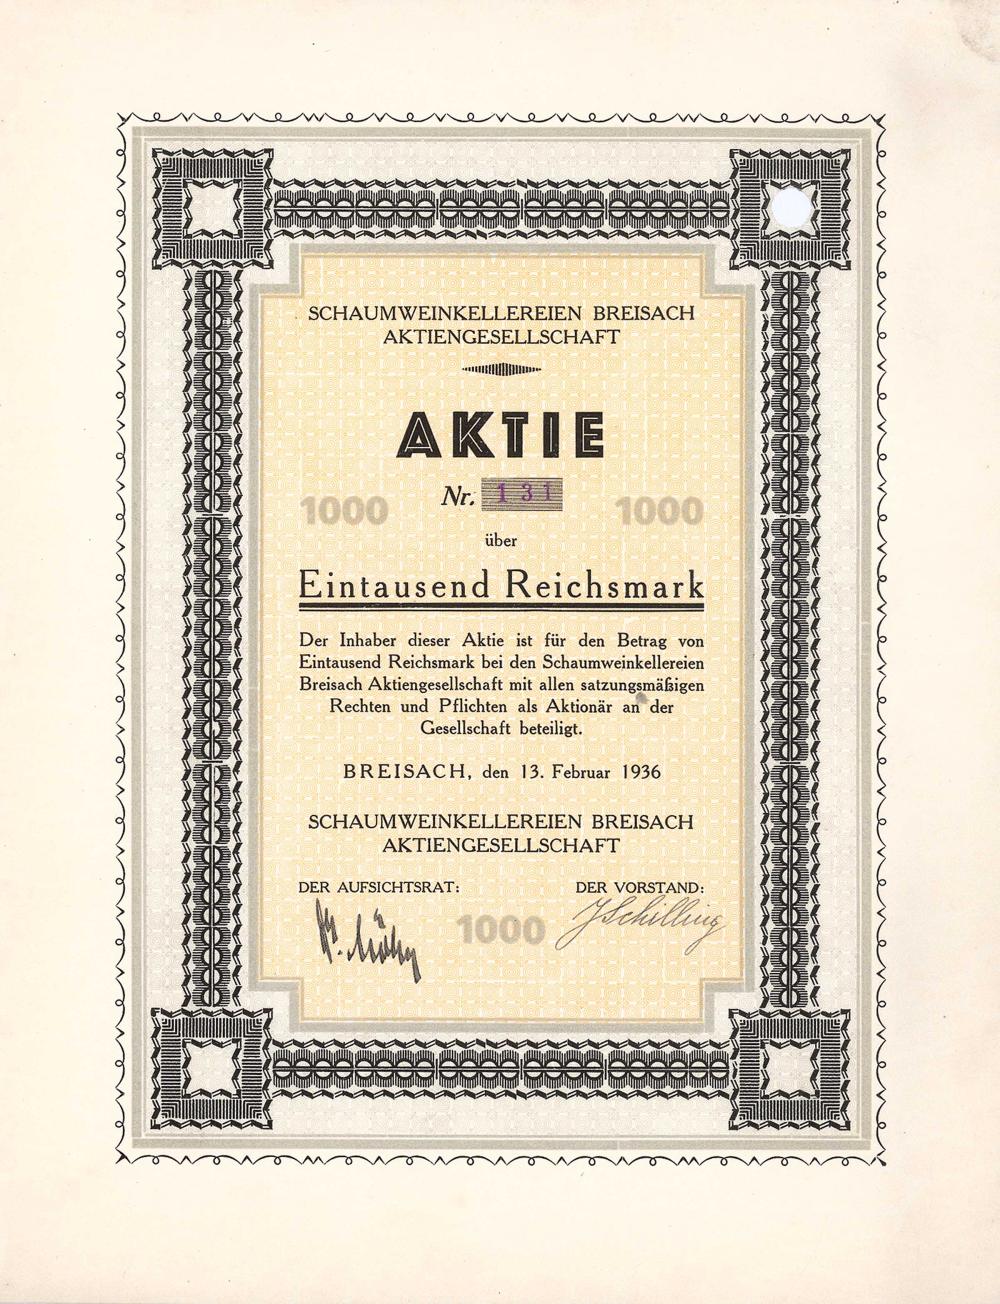 SCHAUMWEINKELLEREIEN BREISACH
AKTIENGESELLSCHAFT
AKTIE
Nr. 131
1000 1000
über
Eintausend Reichsmark
Der Inhaber dieser Aktie ist für den Betrag von
Eintausend Reichsmark bei den Schaumweinkellereien
Breisach Aktiengesellschaft mit allen satzungsmäßigen
Rechten und Pflichten als Aktionär an der
Gesellschaft beteiligt.
BREISACH, den 13. Februar 1936
SCHAUMWEINKELLEREIEN BREISACH
AKTIENGESELLSCHAFT
DER AUFSICHTSRAT: DER VORSTAND:
1000 JSchilling